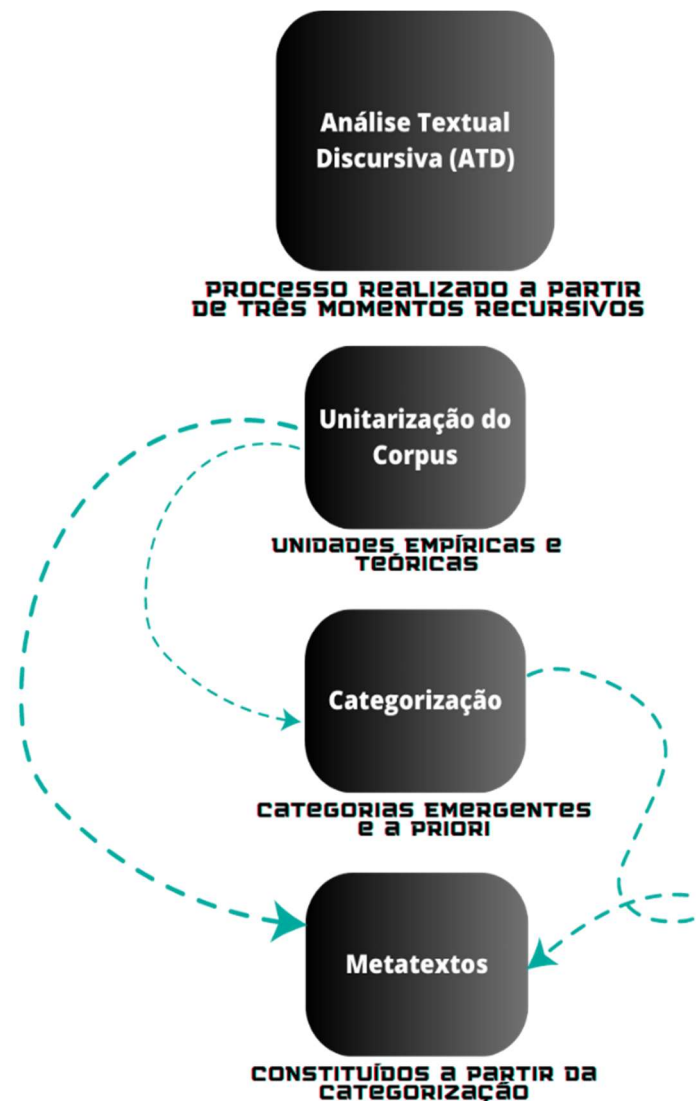 Análise Textual
Discursiva (ATD)
PROCESSO REALIZADO A PARTIR
DE TRÊS MOMENTOS RECURSIVOS
Unitarização do
Corpus
UNIDADES EMPÍRICAS E
TEÓRICAS
Categorização
CATEGORIAS EMERGENTES
E A PRIORI
Metatextos
CONSTITUÍDOS A PARTIR DA
CATEGORIZAÇÃO